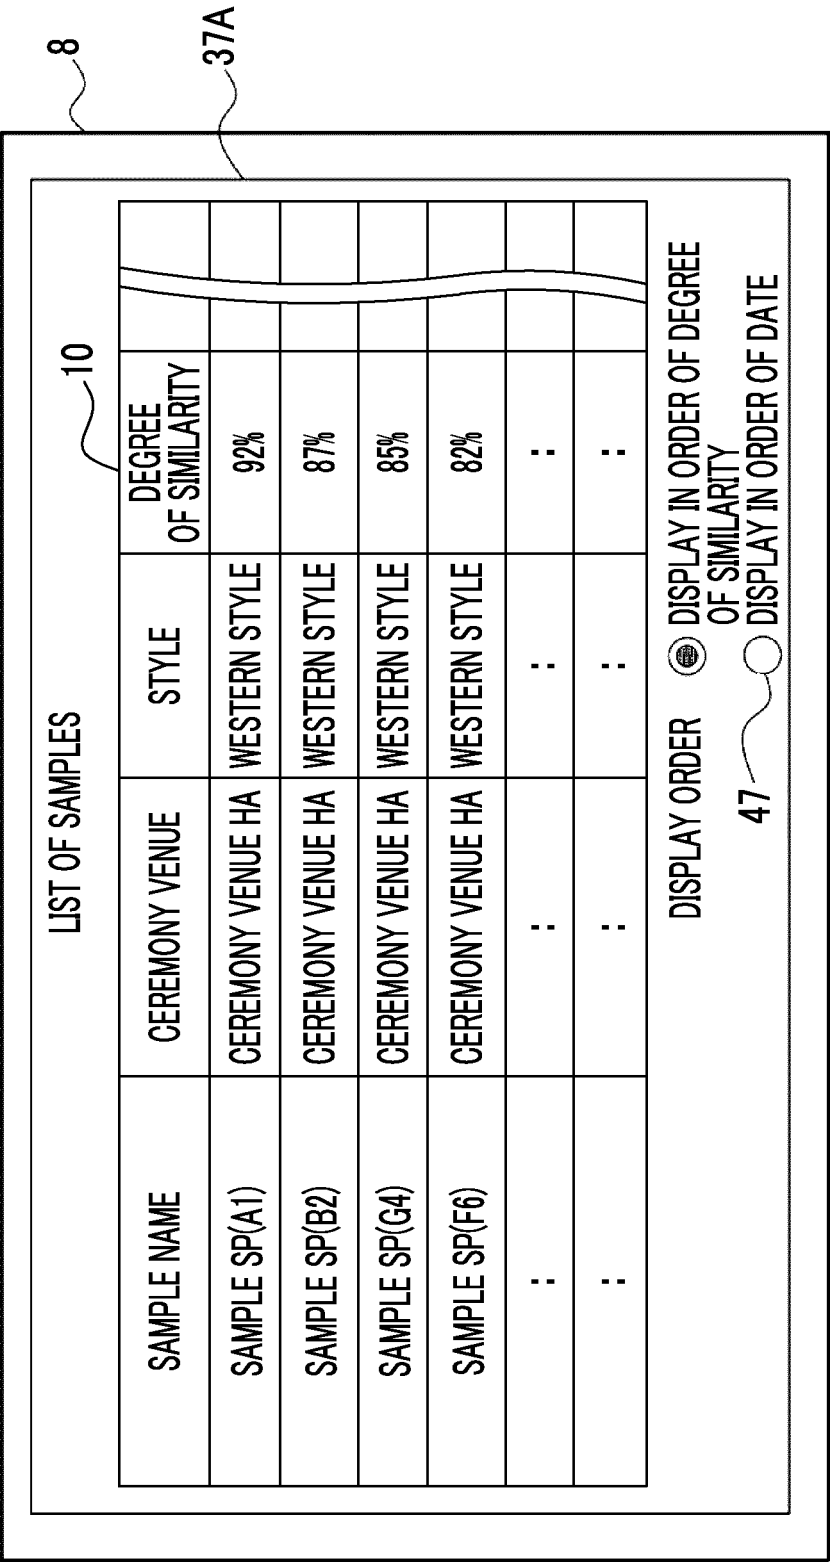 8
37A
LIST OF SAMPLES
10
SAMPLE NAME CEREMONY VENUE STYLE DEGREE
OF SIMILARITY
SAMPLE SP(A1) CEREMONY VENUE HA WESTERN STYLE 92%
SAMPLE SP(B2) CEREMONY VENUE HA WESTERN STYLE 87%
SAMPLE SP(G4) CEREMONY VENUE HA WESTERN STYLE 85%
SAMPLE SP(F6) CEREMONY VENUE HA WESTERN STYLE 82%
: : : :
: : : :
DISPLAY ORDER DISPLAY IN ORDER OF DEGREE
OF SIMILARITY
47 DISPLAY IN ORDER OF DATE